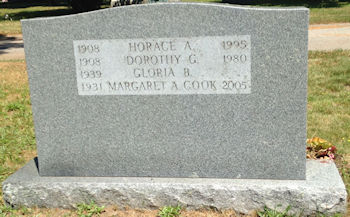 1908 HORACE A. 1995
1908 DOROTHY G. 1980
1939 GLORIA B.
1931 MARGARET A COOK 2005